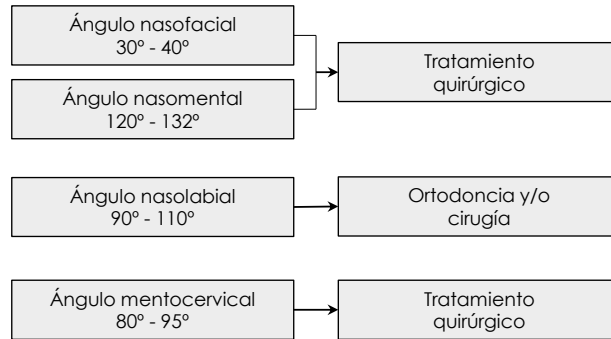 Ángulo nasofacial
30º - 40º
Ángulo nasomental
120º - 132º
Tratamiento
quirúrgico
Ángulo nasolabial
90º - 110º
Ortodoncia y/o
cirugía
Ángulo mentocervical
80º - 95º
Tratamiento
quirúrgico